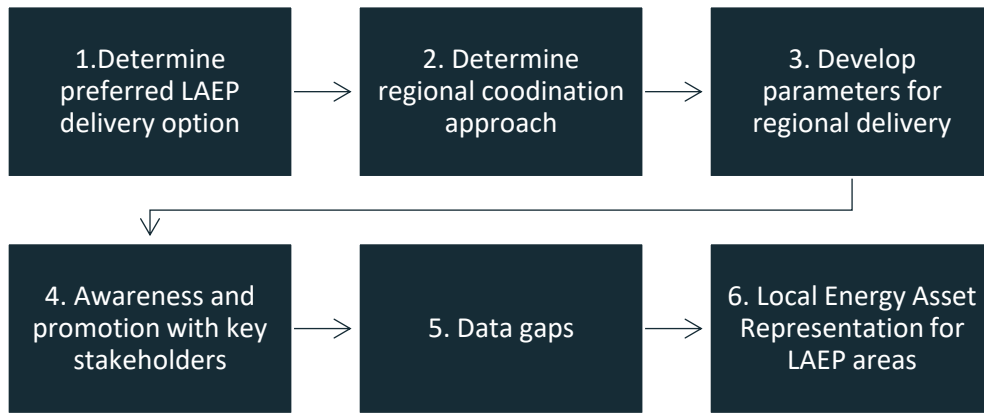 1.Determine
preferred LAEP
delivery option
2. Determine
regional coodination
approach
3. Develop
parameters for
regional delivery
4. Awareness and
promotion with key
stakeholders
5. Data gaps
6. Local Energy Asset
Representation for
LAEP areas